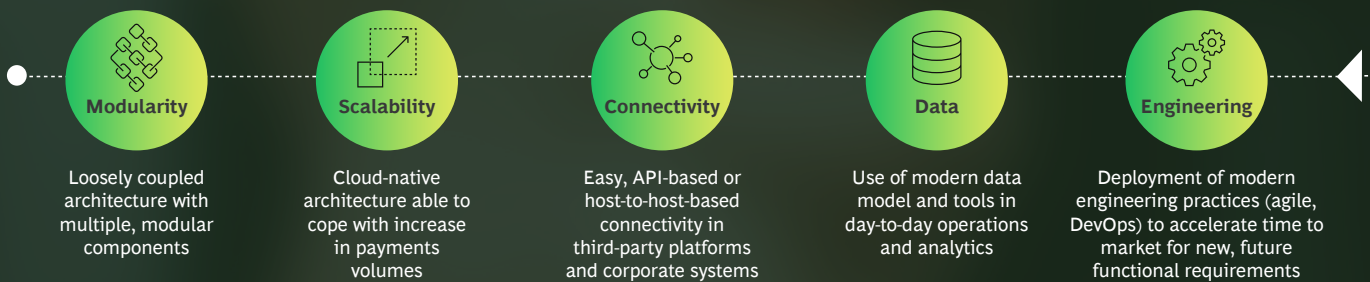 Modularity
Loosely coupled
architecture with
multiple, modular
components
Scalability
Cloud-native
architecture able to
cope with increase
in payments
volumes
Connectivity
Easy, API-based or
host-to-host-based
connectivity in
third-party platforms
and corporate systems
Data
Use of modern data
model and tools in
day-to-day operations
and analytics
Engineering
Deployment of modern
engineering practices (agile,
DevOps) to accelerate time to
market for new, future
functional requirements